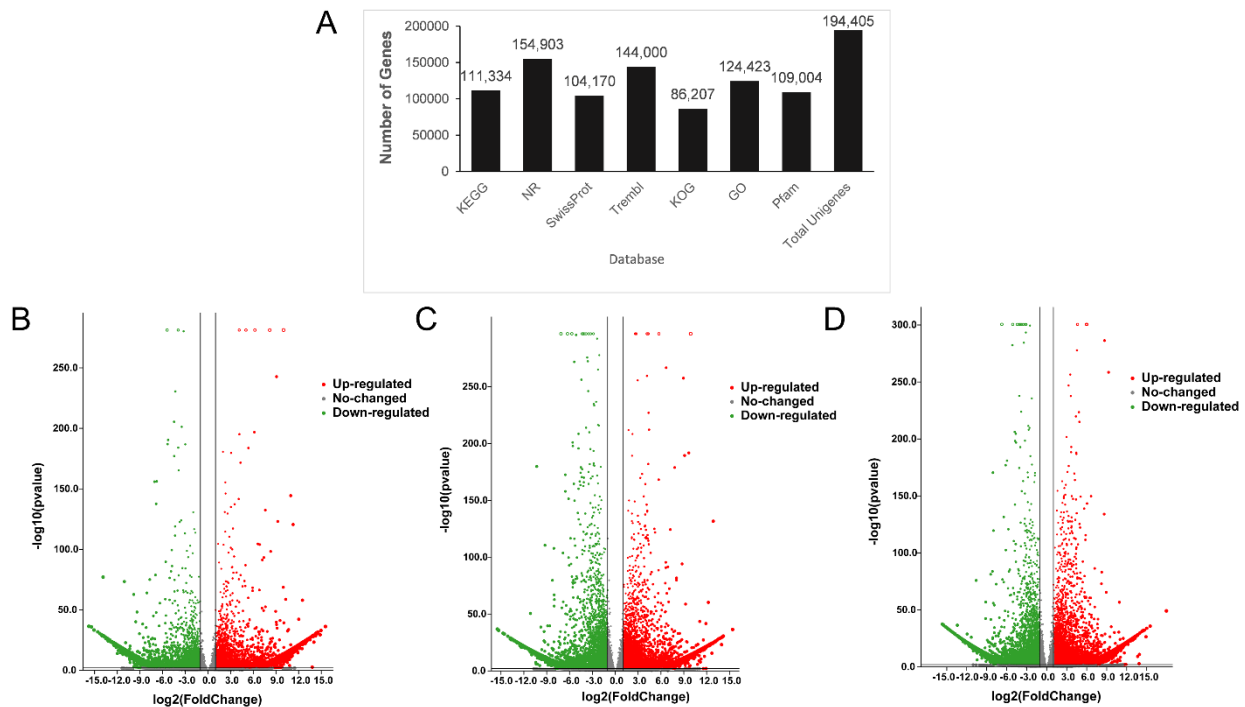 A
Number of Genes
200000
150000
100000
50000
0
111,334
154,903
104,170
144,000
86,207
124,423
109,004
194,405
KEGG
NR
SwissProt
Trembl
KOG
GO
Pfam
Total Unigenes
Database
B
-log10(pvalue)
250.0
200.0
150.0
100.0
50.0
0.0
-15.0 -12.0 -9.0 -6.0 -3.0 0.0 3.0 6.0 9.0 12.0 15.0
log2(FoldChange)
Up-regulated
No-changed
Down-regulated
C
-log10(pvalue)
250.0
200.0
150.0
100.0
50.0
0.0
-15.0 -12.0 -9.0 -6.0 -3.0 0.0 3.0 6.0 9.0 12.0 15.0
log2(FoldChange)
Up-regulated
No-changed
Down-regulated
D
-log10(pvalue)
300.0
250.0
200.0
150.0
100.0
50.0
0.0
-15.0 -12.0 -9.0 -6.0 -3.0 0.0 3.0 6.0 9.0 12.0 15.0
log2(FoldChange)
Up-regulated
No-changed
Down-regulated